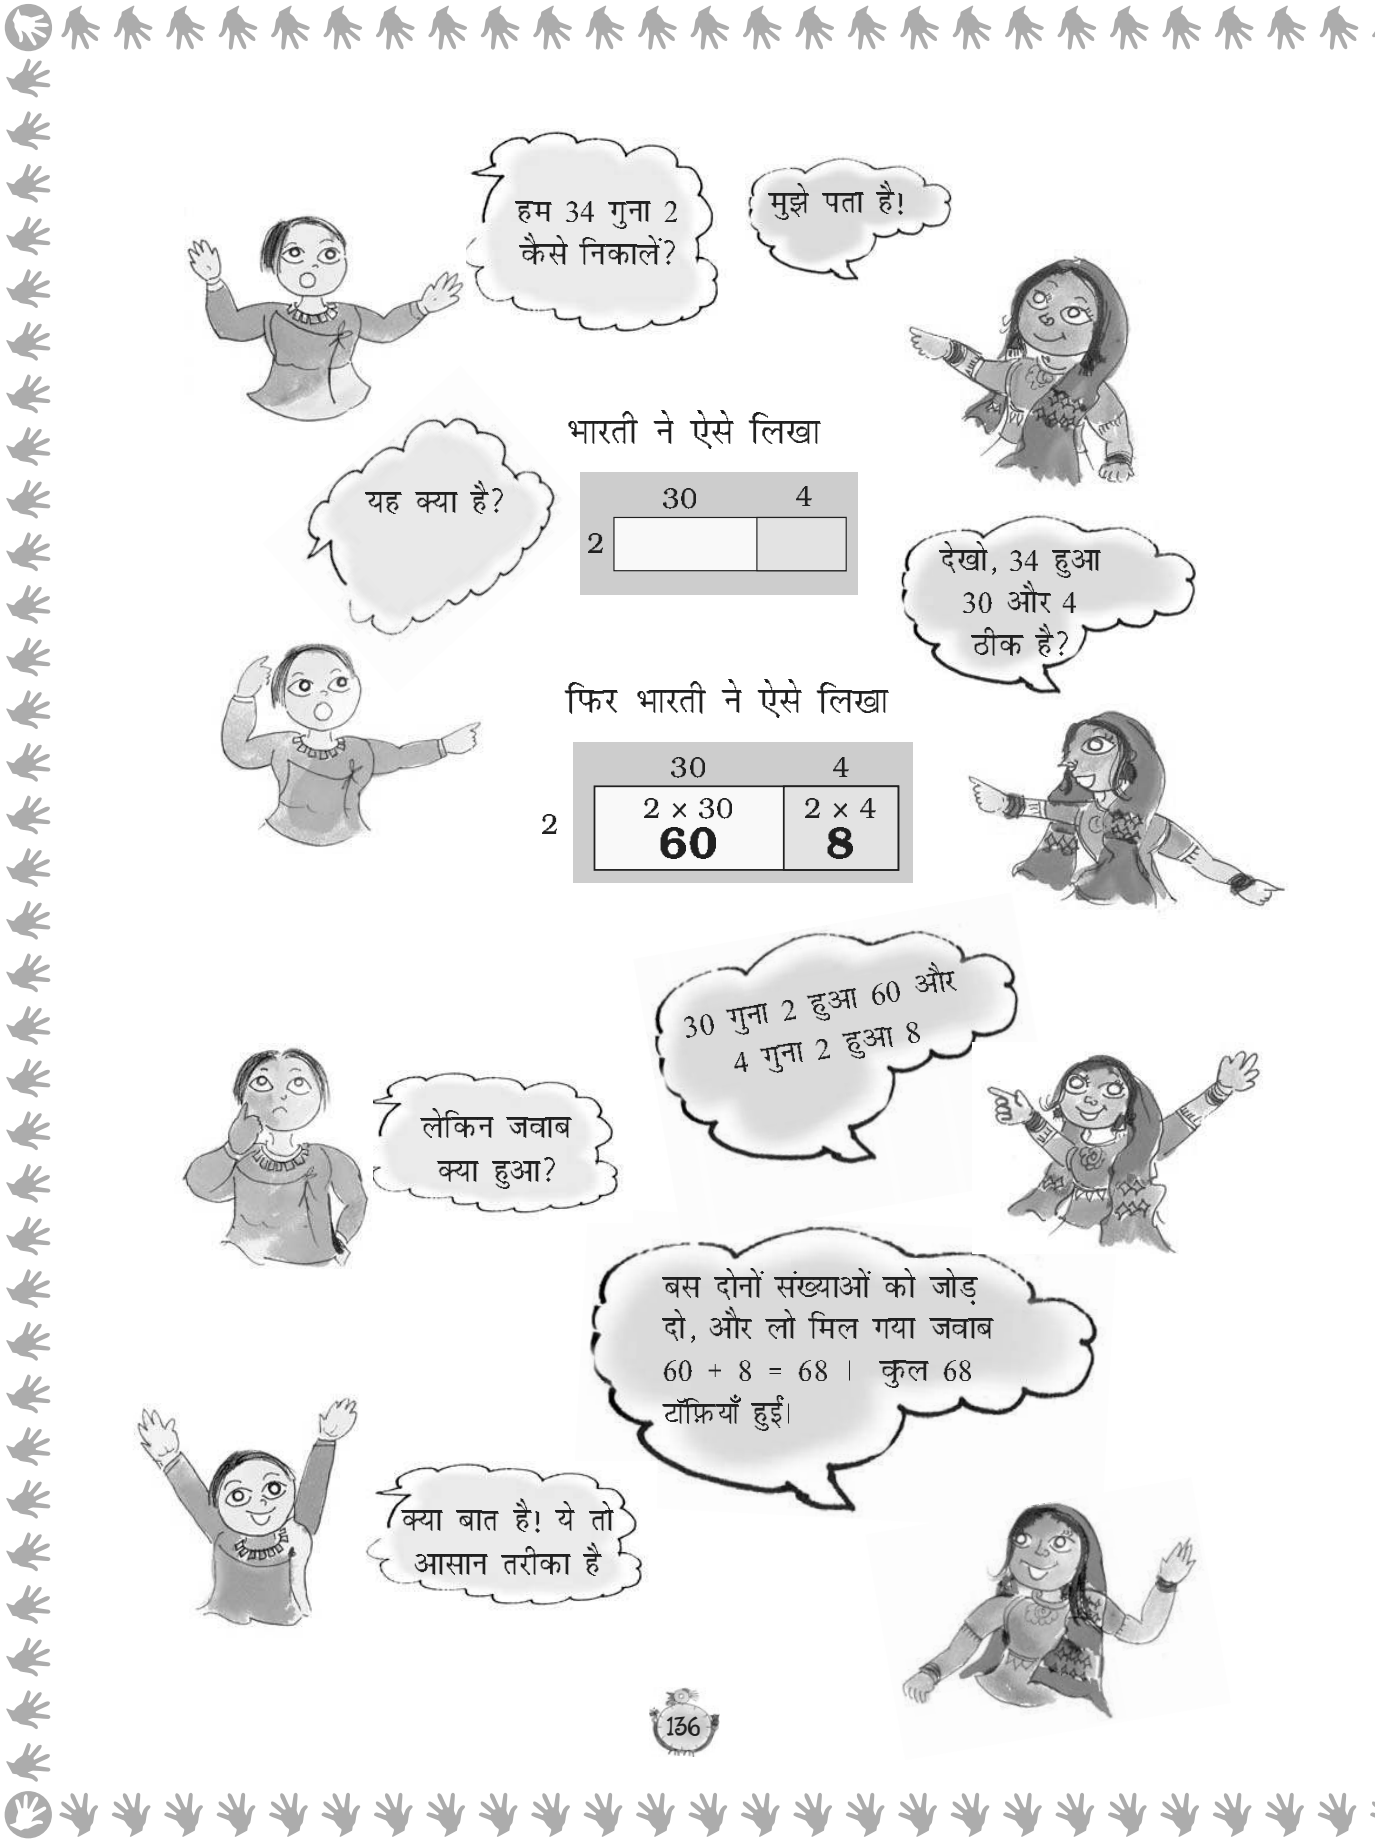 हम 34 गुना 2
कैसे निकालें?
मुझे पता है!
भारती ने ऐसे लिखा
यह क्या है?
30 4
2
देखो, 34 हुआ
30 और 4
ठीक है?
फिर भारती ने ऐसे लिखा
30 4
2 × 30 2 × 4
2
60 8
30 गुना 2 हुआ 60 और
4 गुना 2 हुआ 8
लेकिन जवाब
क्या हुआ?
बस दोनों संख्याओं को जोड़
दो, और लो मिल गया जवाब
60 + 8 = 68 । कुल 68
टॉफ़ियाँ हुईं।
क्या बात है! ये तो
आसान तरीका है
136